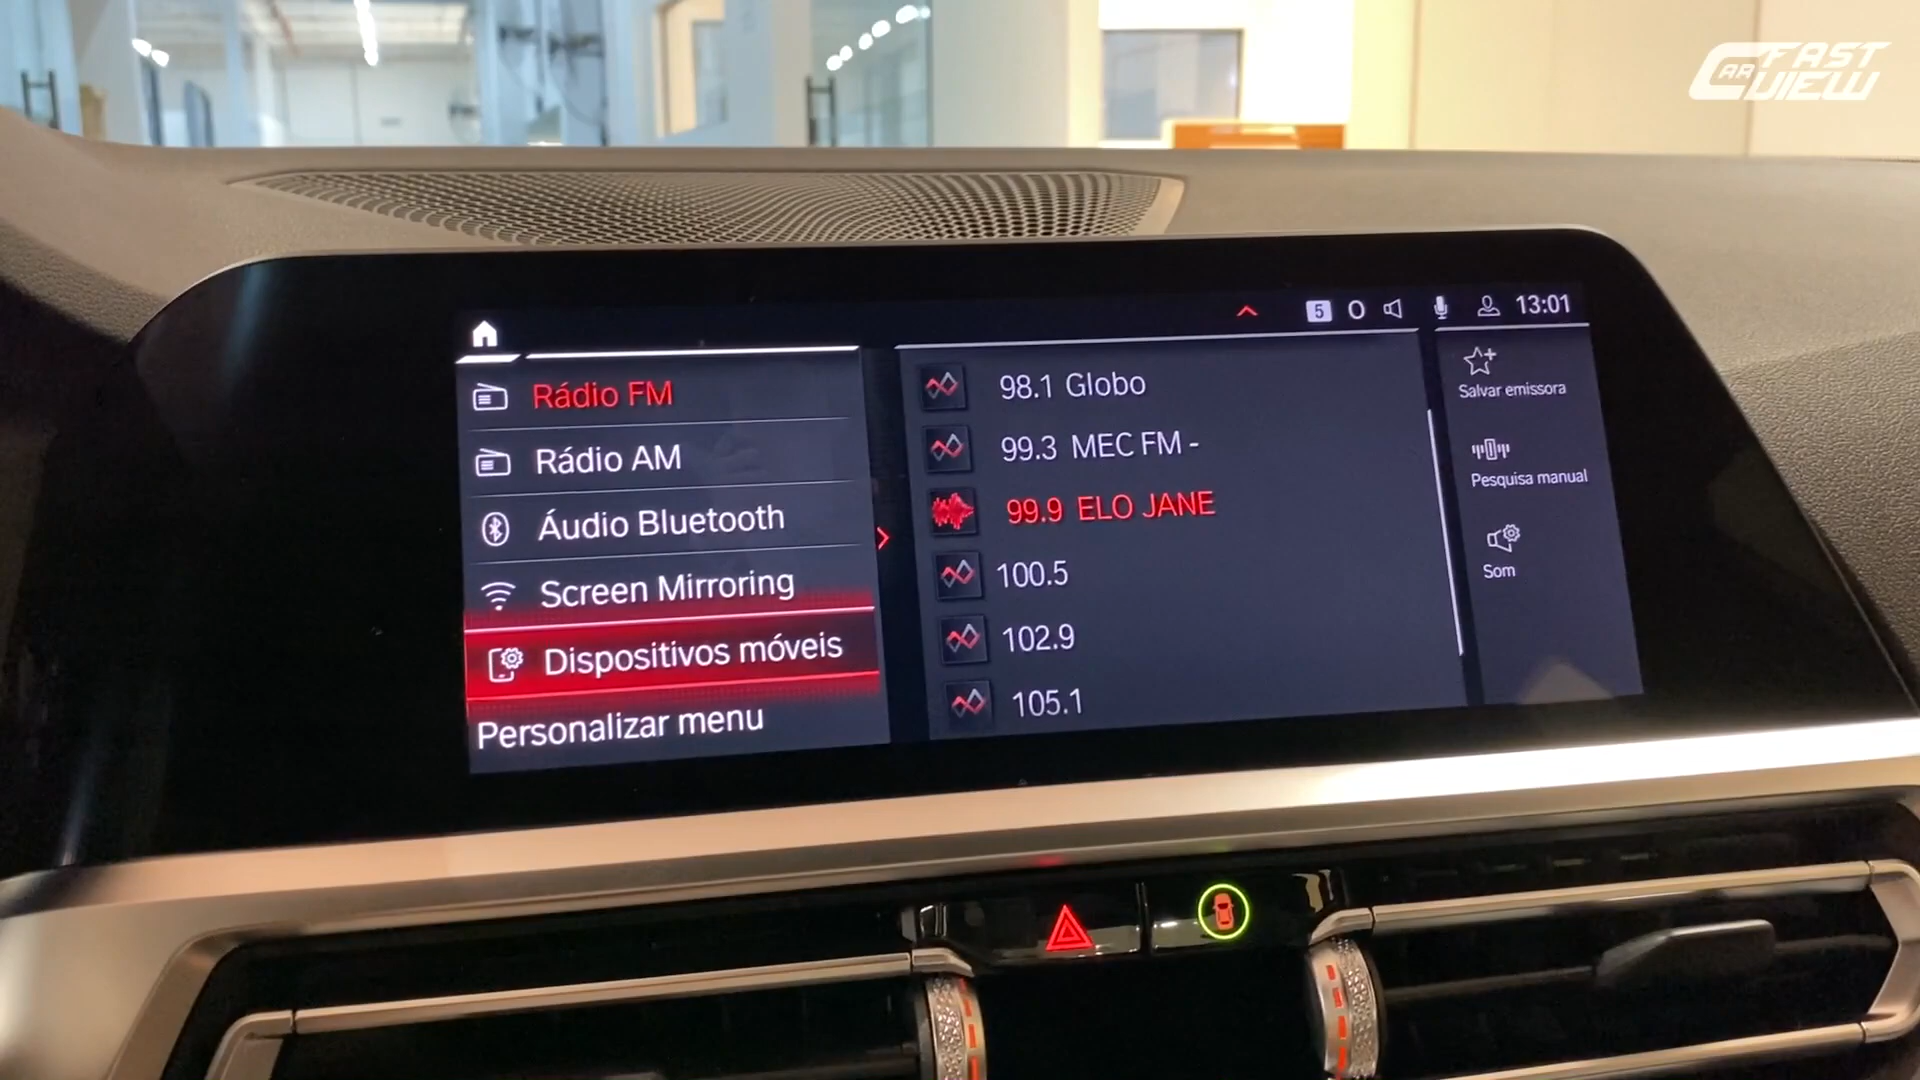 CAR FAST VIEW
5 13:01
Rádio FM
Rádio AM
Áudio Bluetooth
Screen Mirroring
Dispositivos móveis
Personalizar menu
98.1 Globo
99.3 MEC FM -
99.9 ELO JANE
100.5
102.9
105.1
Salvar emissora
Pesquisa manual
Som